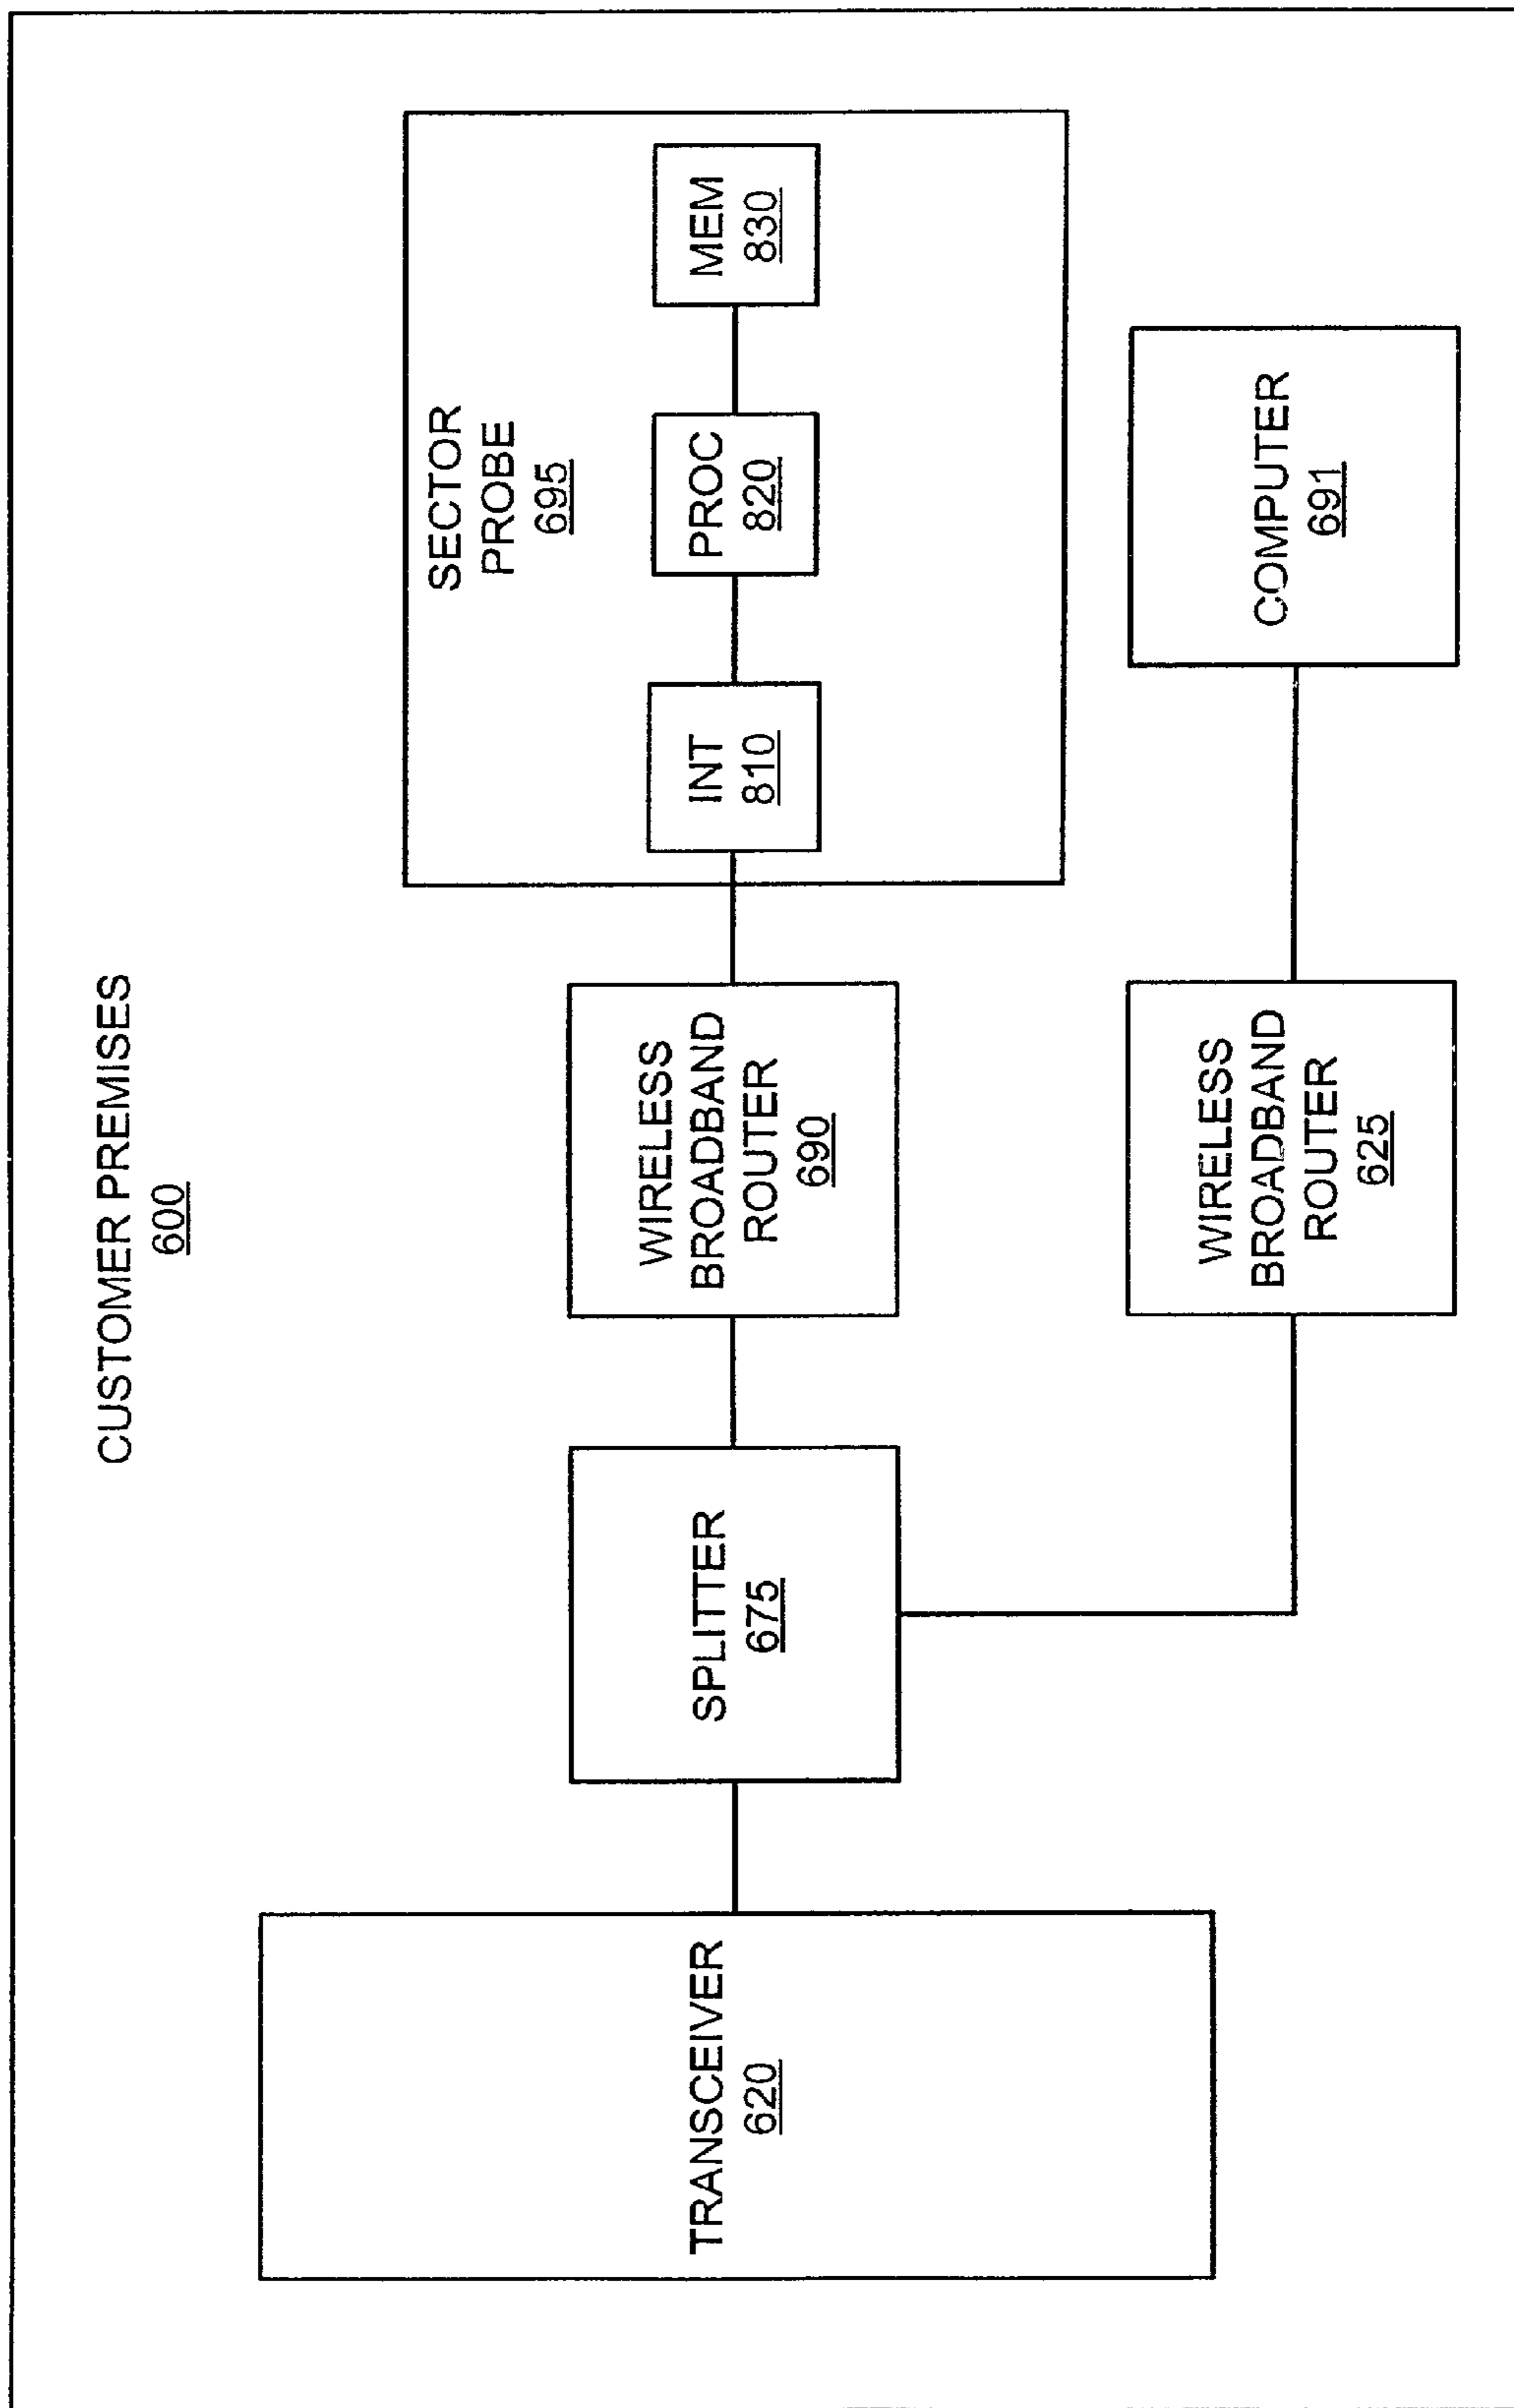 CUSTOMER PREMISES
600
TRANSCEIVER
620
SPLITTER
675
WIRELESS
BROADBAND
ROUTER
690
SECTOR
PROBE
695
INT
810
PROC
820
MEM
830
WIRELESS
BROADBAND
ROUTER
625
COMPUTER
691